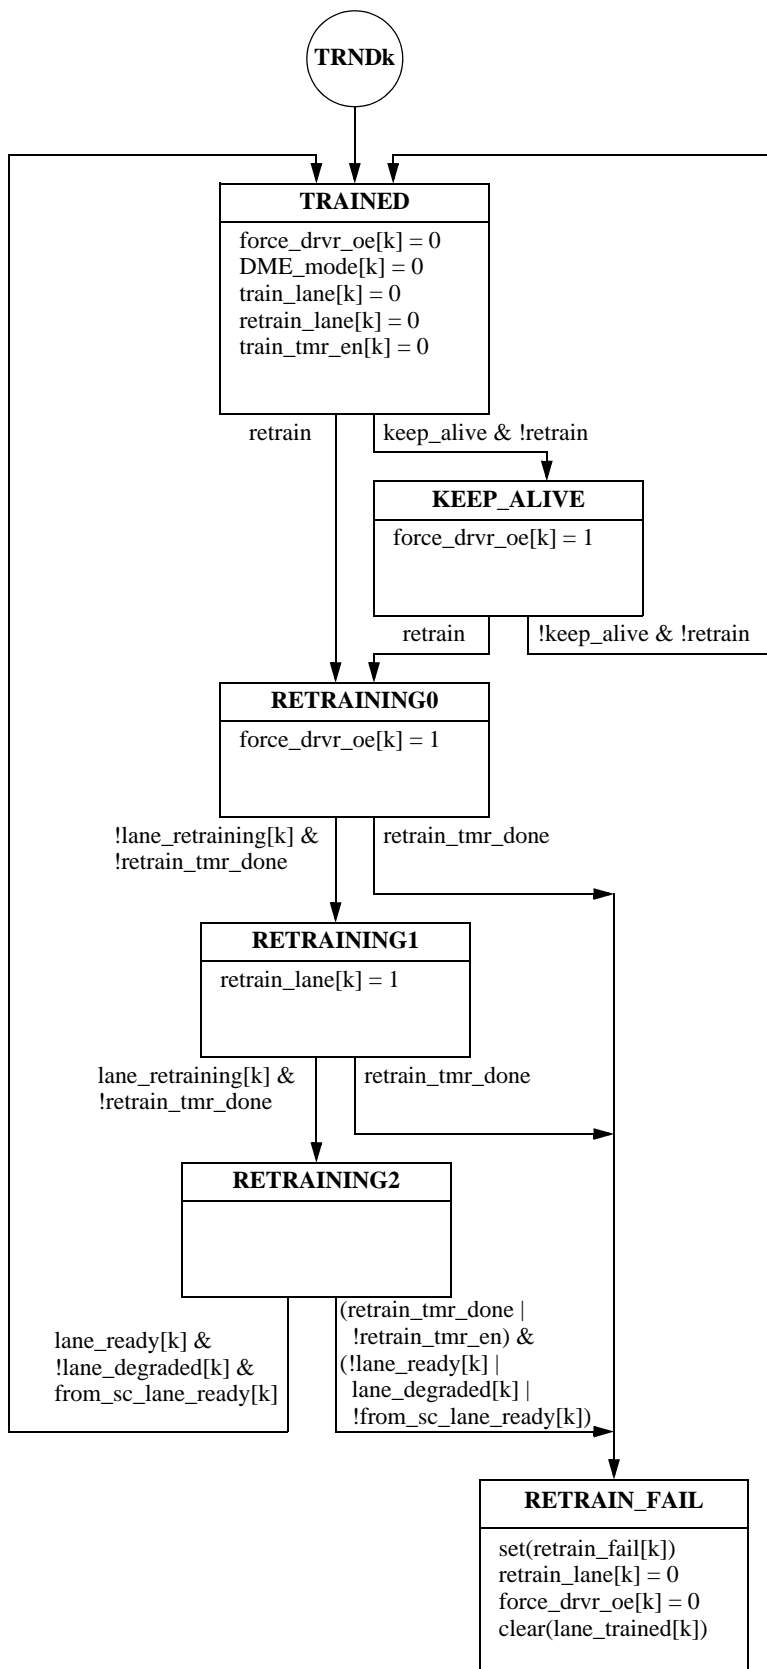 TRNDk
TRAINED
force_drvr_oe[k] = 0
DME_mode[k] = 0
train_lane[k] = 0
retrain_lane[k] = 0
train_tmr_en[k] = 0
retrain
keep_alive & !retrain
KEEP_ALIVE
force_drvr_oe[k] = 1
retrain
!keep_alive & !retrain
RETRAINING0
force_drvr_oe[k] = 1
!lane_retraining[k] &
!retrain_tmr_done
retrain_tmr_done
RETRAINING1
retrain_lane[k] = 1
lane_retraining[k] &
!retrain_tmr_done
retrain_tmr_done
RETRAINING2
lane_ready[k] &
!lane_degraded[k] &
from_sc_lane_ready[k]
(retrain_tmr_done |
!retrain_tmr_en) &
(!lane_ready[k] |
lane_degraded[k] |
!from_sc_lane_ready[k])
RETRAIN_FAIL
set(retrain_fail[k])
retrain_lane[k] = 0
force_drvr_oe[k] = 0
clear(lane_trained[k])